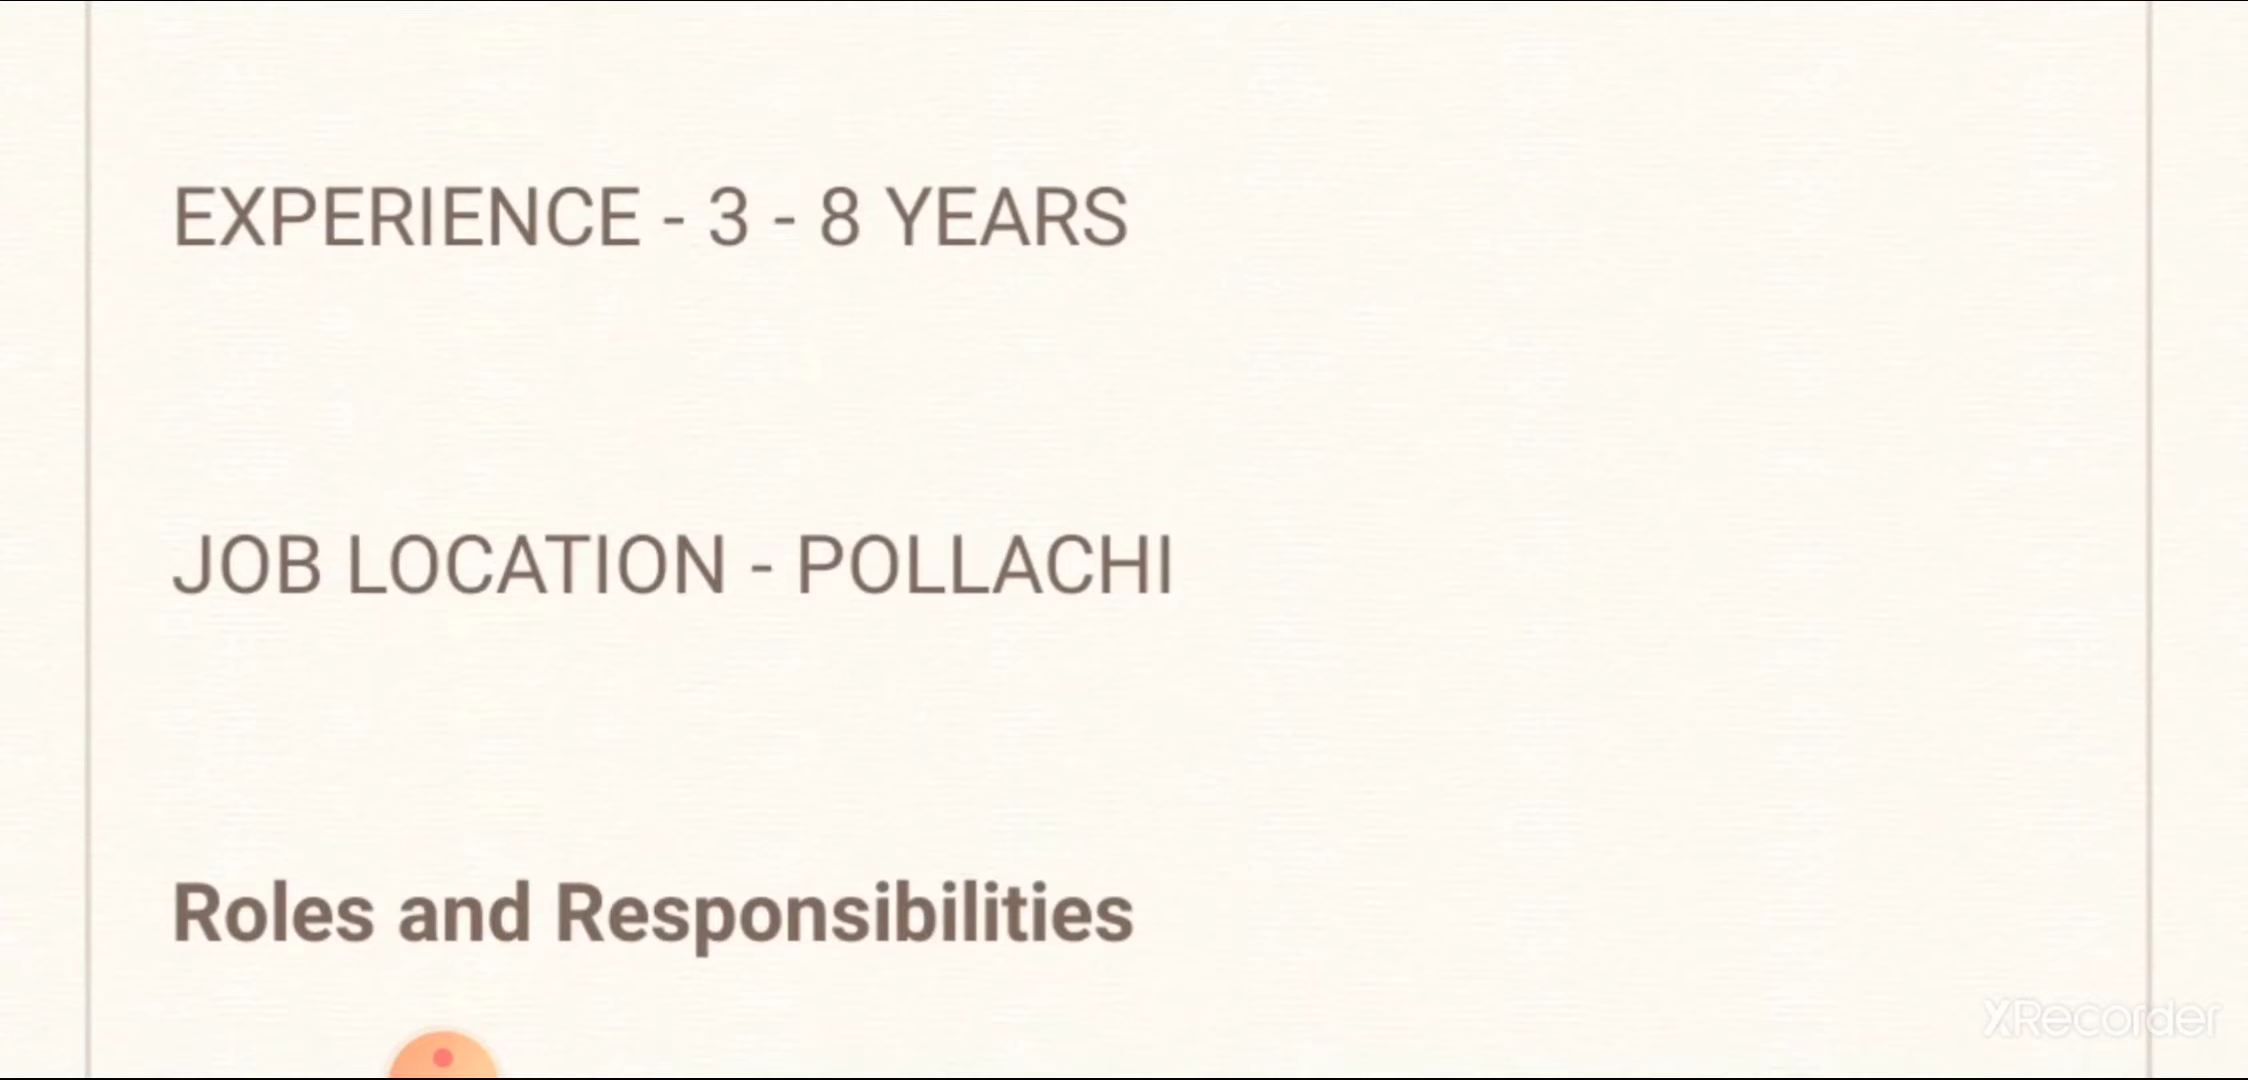 EXPERIENCE - 3 - 8 YEARS
JOB LOCATION - POLLACHI
Roles and Responsibilities
XRecorder